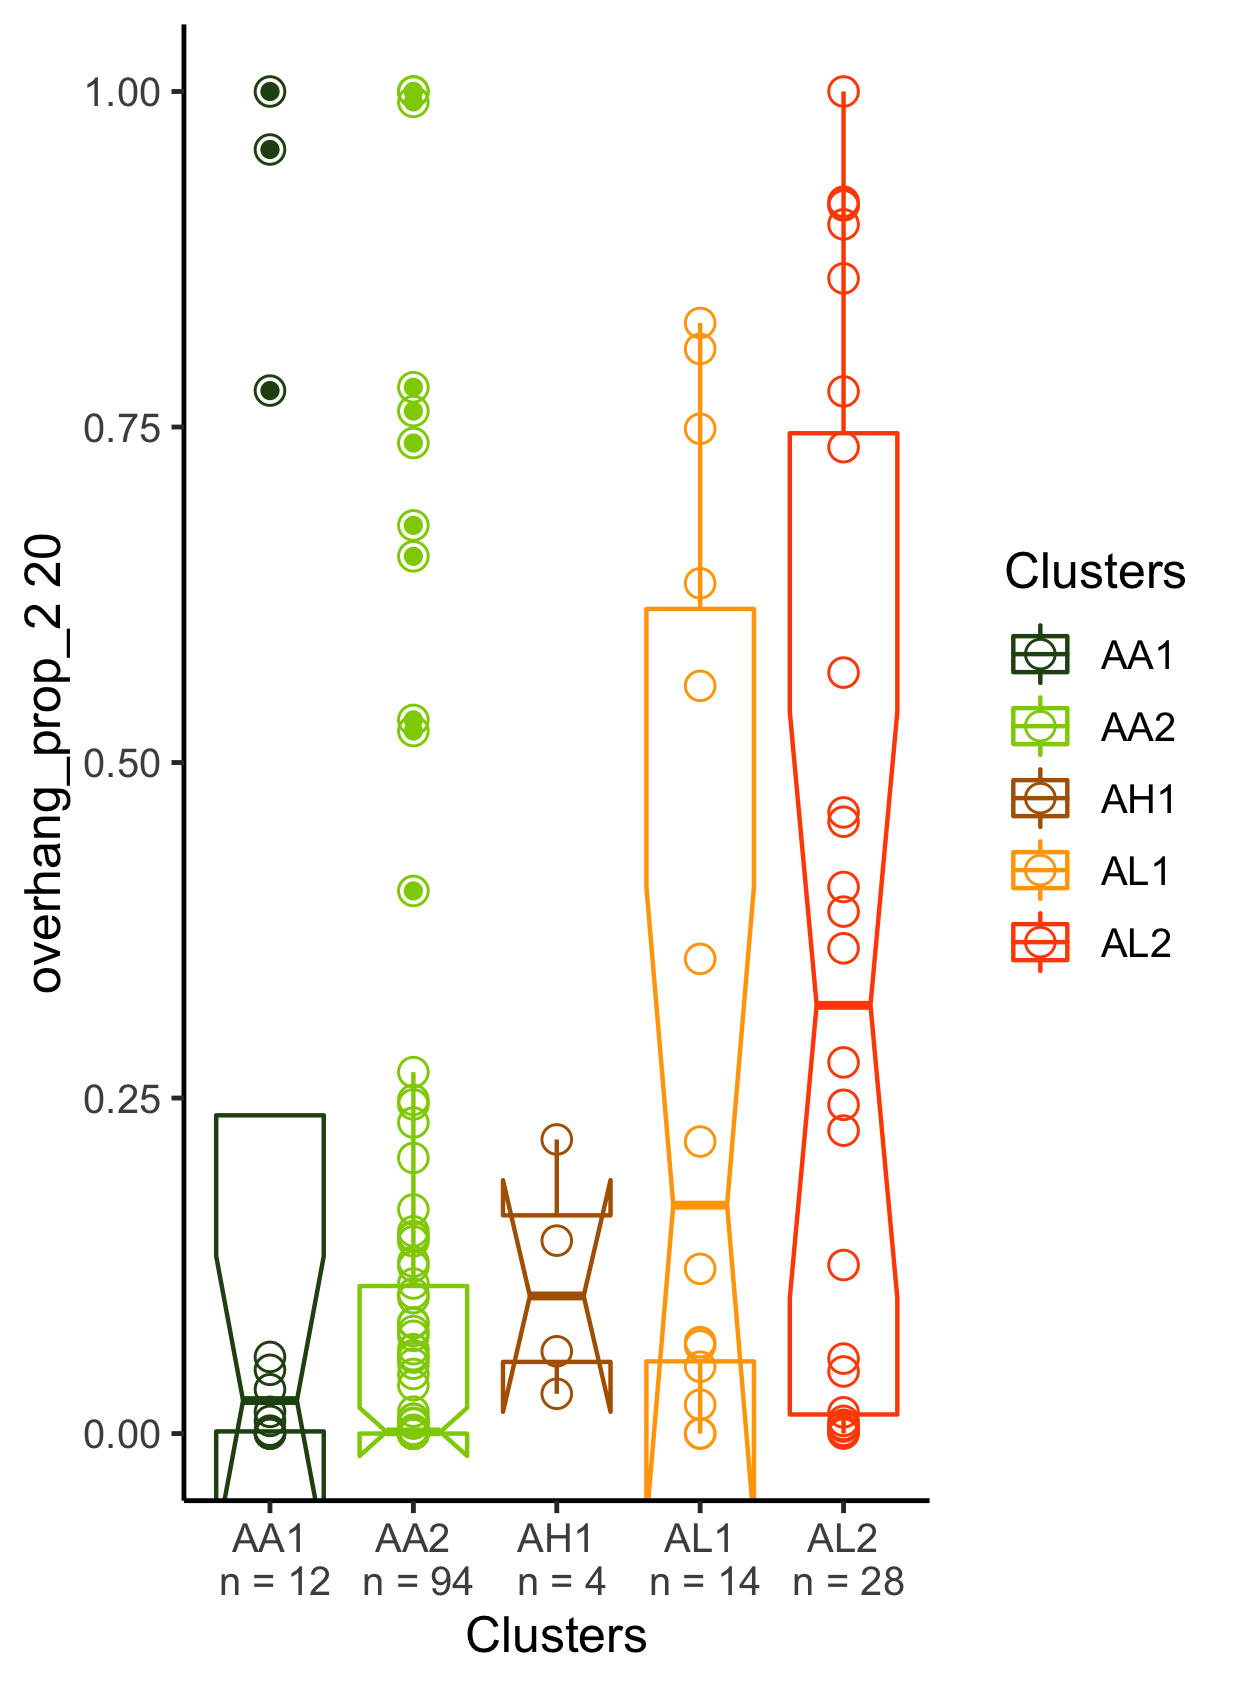 1.00
0.75
0.50
0.25
0.00
overhang_prop_2 20
AA1 AA2 AH1 AL1 AL2
n = 12 n = 94 n = 4 n = 14 n = 28
Clusters
Clusters
AA1
AA2
AH1
AL1
AL2